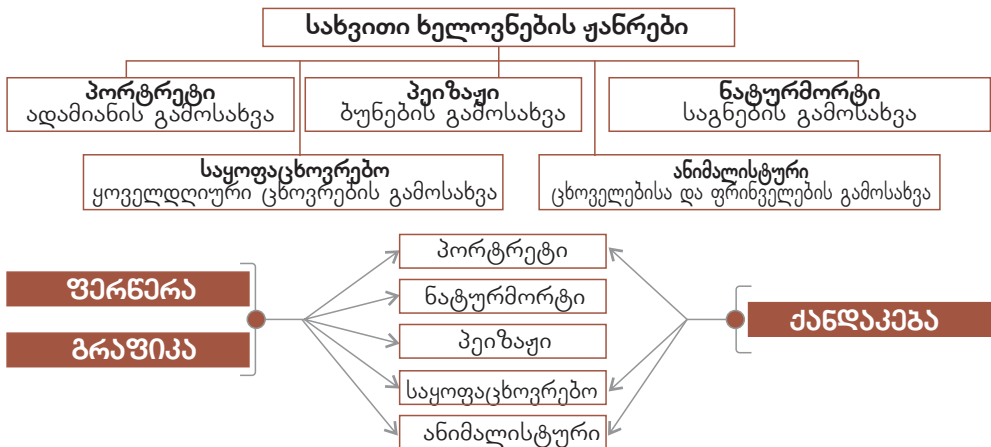 სახვითი ხელოვნების ჟანრები
პორტრეტი
ადამიანის გამოსახვა
პეიზაჟი
ბუნების გამოსახვა
ნატურმორტი
საგნების გამოსახვა
საყოფაცხოვრებო
ყოველდღიური ცხოვრების გამოსახვა
ანიმალისტური
ცხოველებისა და ფრინველების გამოსახვა
ფერწერა
გრაფიკა
პორტრეტი
ნატურმორტი
პეიზაჟი
საყოფაცხოვრებო
ანიმალისტური
ქანდაკება